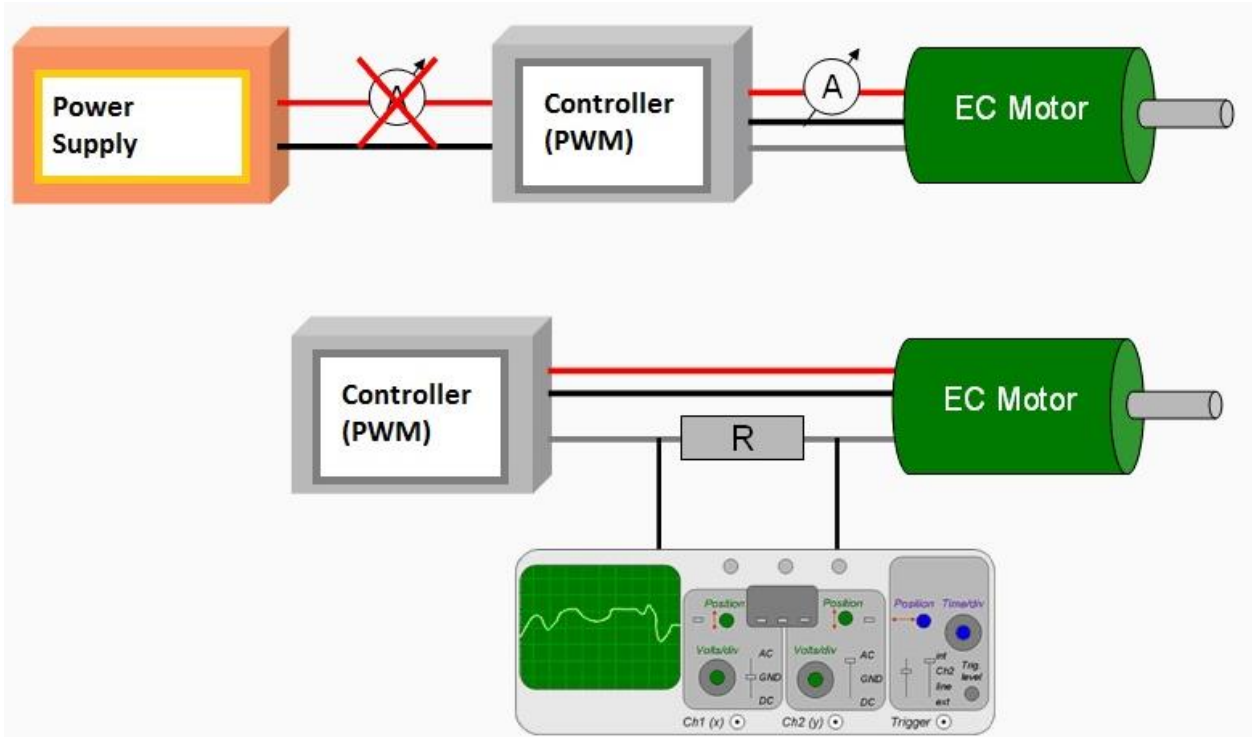 Power
Supply
A
Controller
(PWM)
A
EC Motor
Controller
(PWM)
R
EC Motor
Position
Position
Position
Time/div
Volts/div
AC
GND
DC
Volts/div
AC
GND
DC
int
Ch2
line
ext
Trig.
level
Ch1 (x)
Ch2 (y)
Trigger